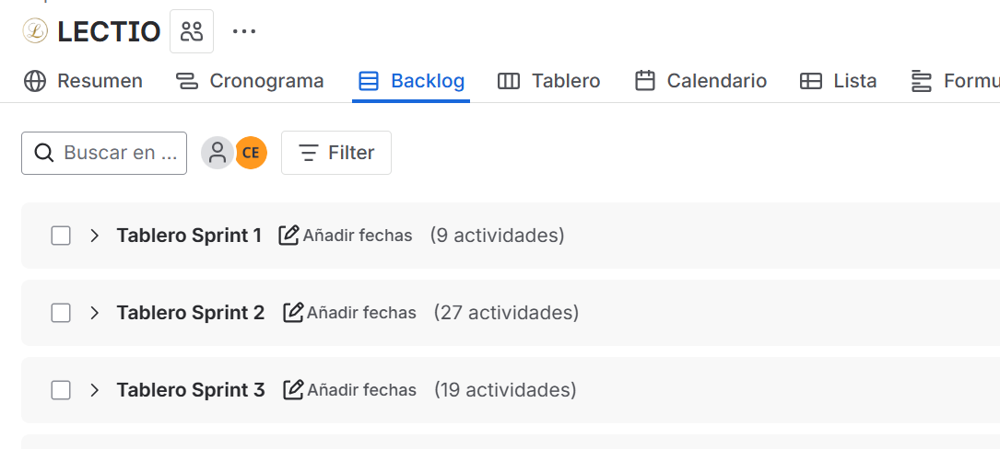 LECTIO
Resumen Cronograma Backlog Tablero Calendario Lista Formu
Buscar en ... CE Filter
Tablero Sprint 1 Añadir fechas (9 actividades)
Tablero Sprint 2 Añadir fechas (27 actividades)
Tablero Sprint 3 Añadir fechas (19 actividades)